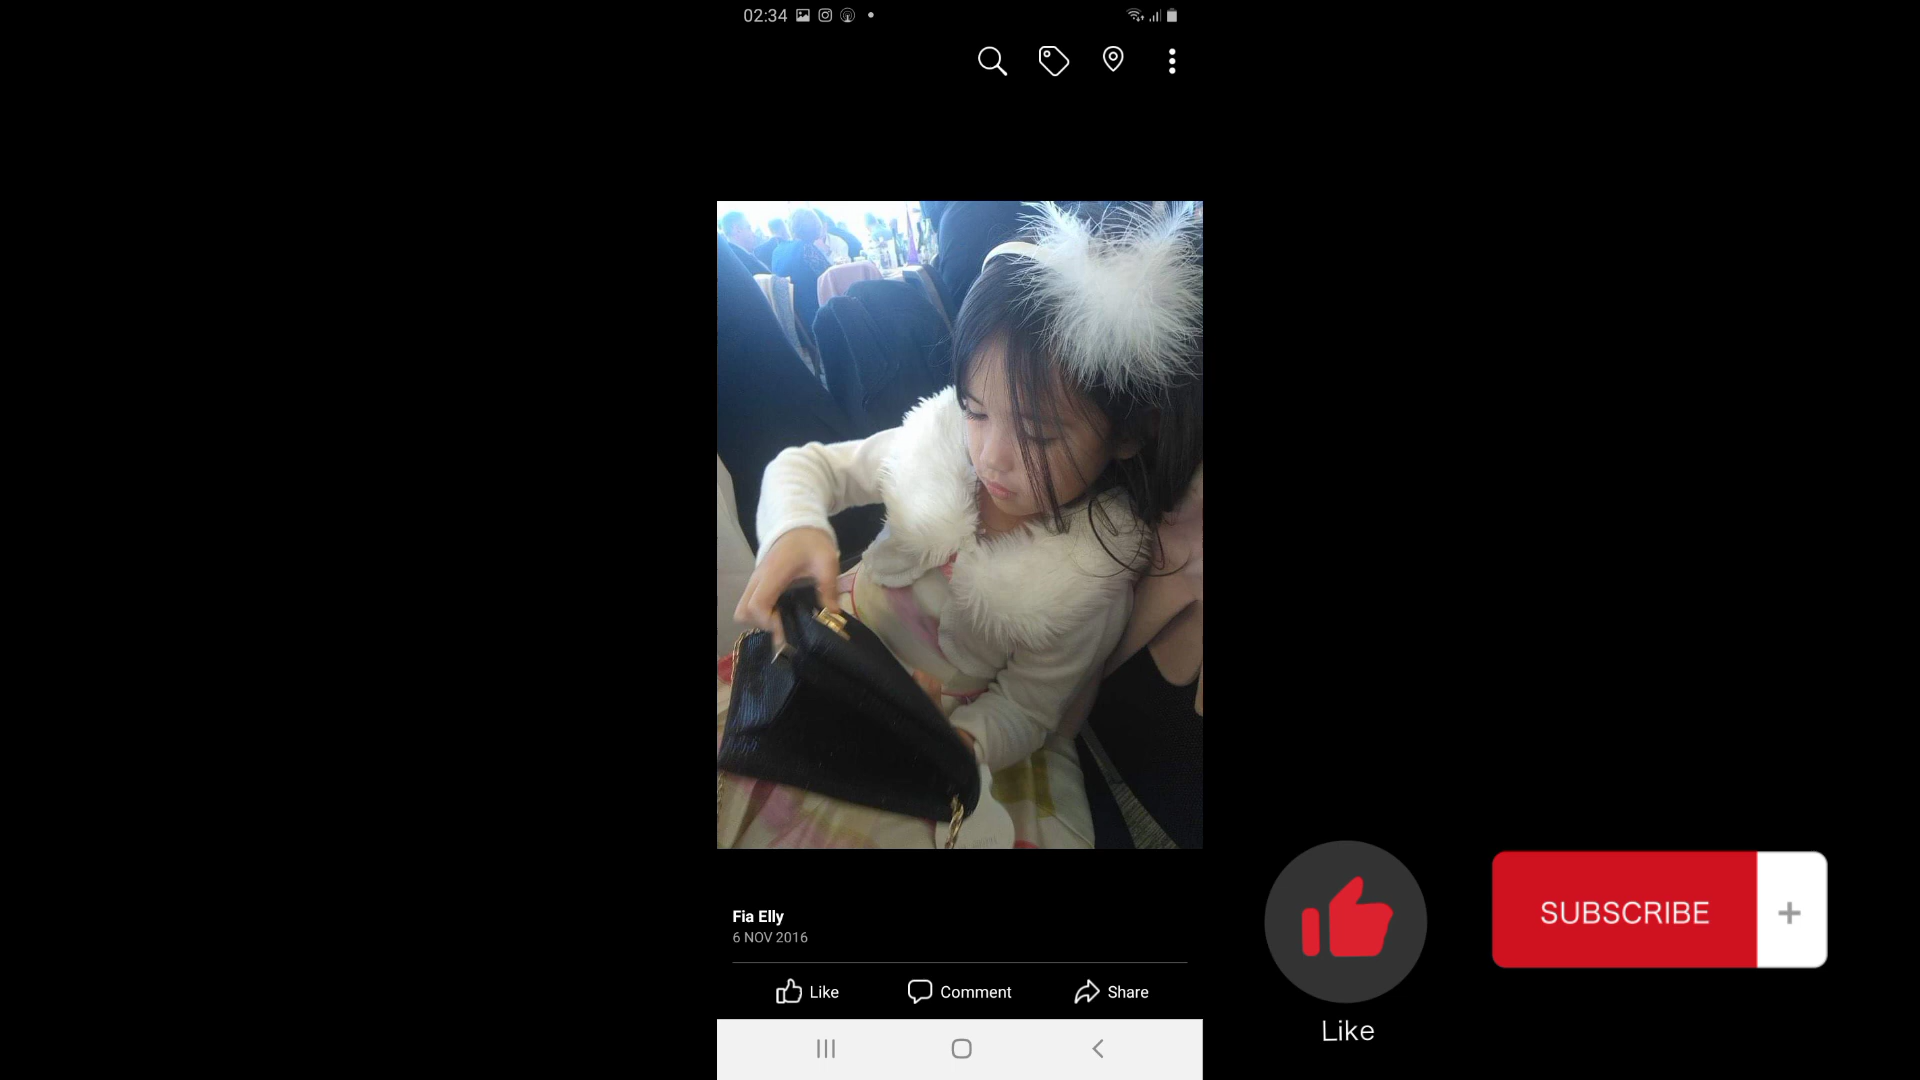 02:34
Fia Elly
6 NOV 2016
Like
Comment
Share
SUBSCRIBE
Like